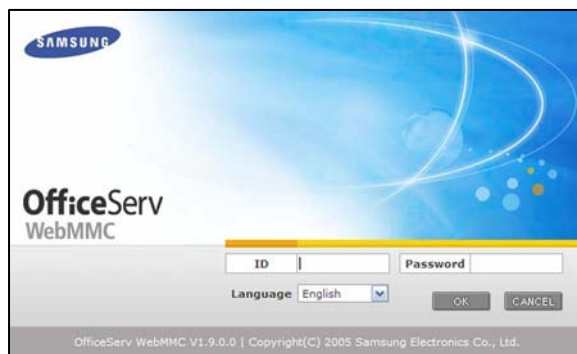 SAMSUNG
OfficeServ
WebMMC
ID
Password
Language English
OK CANCEL
OfficeServ WebMMC V1.9.0.0 | Copyright(C) 2005 Samsung Electronics Co., Ltd.